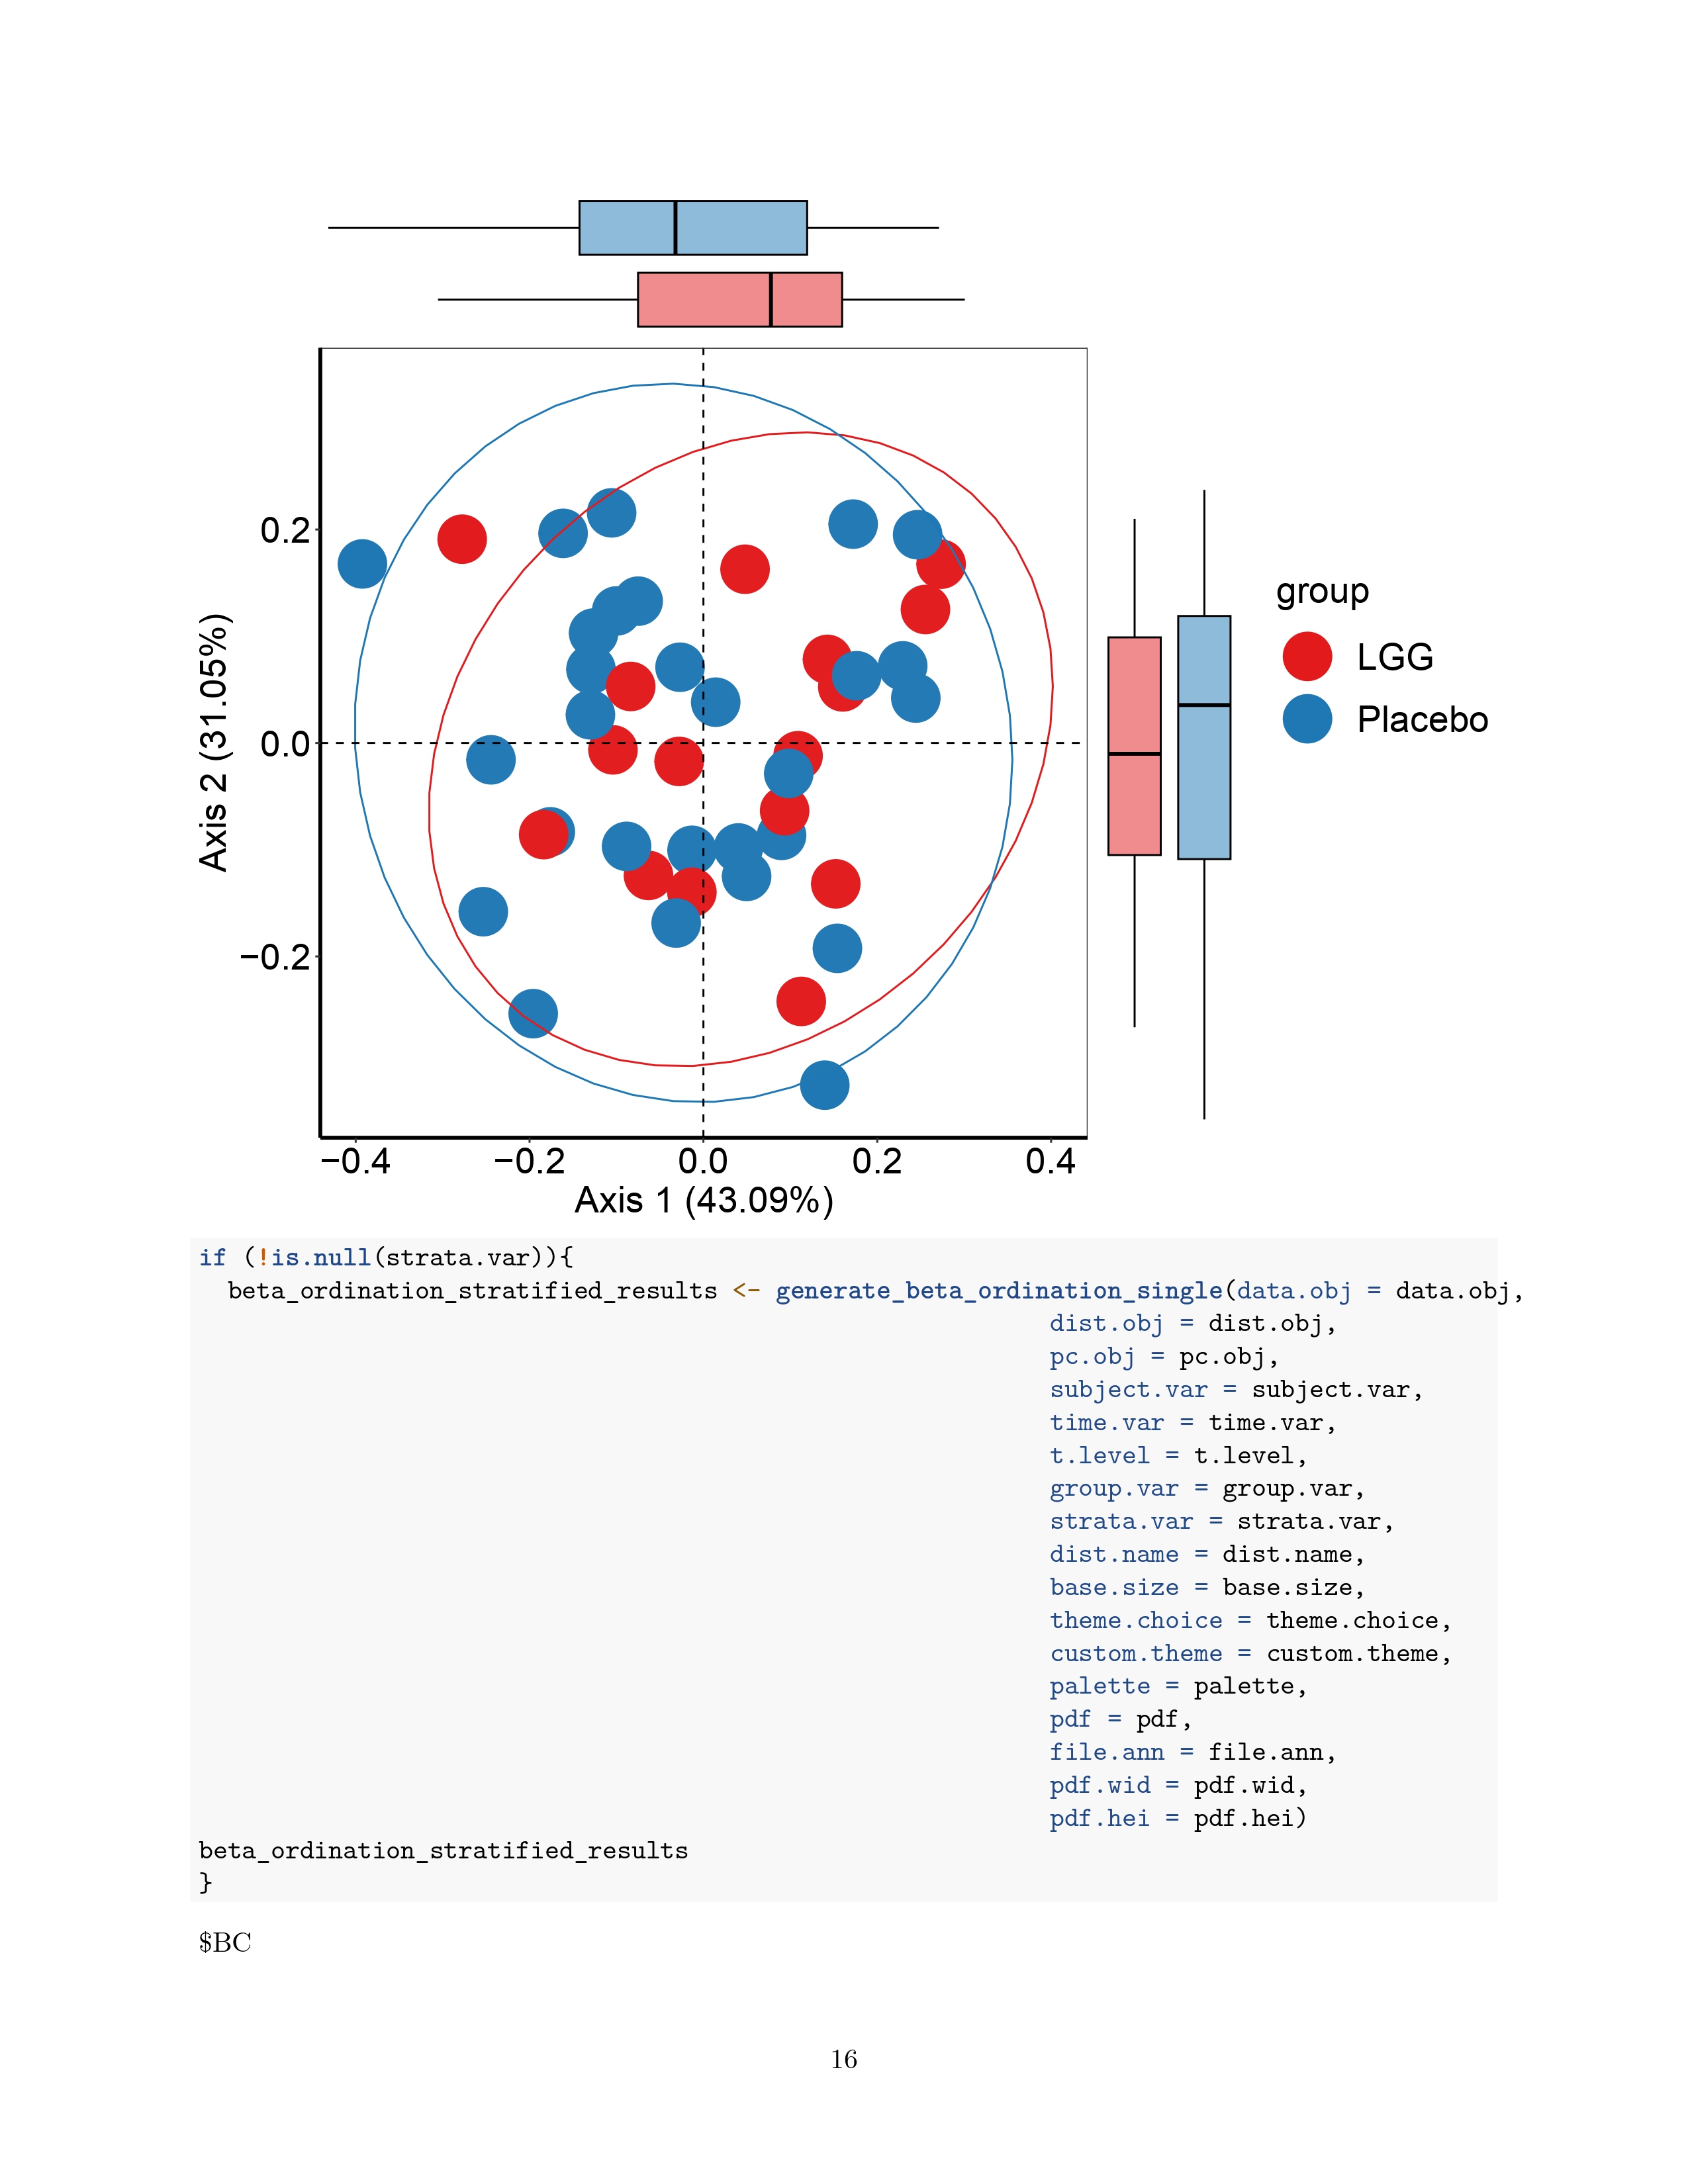 0.2
0.0
−0.2
Axis 2 (31.05%)
−0.4 −0.2 0.0 0.2 0.4
Axis 1 (43.09%)
group
LGG
Placebo
if (!is.null(strata.var)){
  beta_ordination_stratified_results <- generate_beta_ordination_single(data.obj = data.obj,
dist.obj = dist.obj,
pc.obj = pc.obj,
subject.var = subject.var,
time.var = time.var,
t.level = t.level,
group.var = group.var,
strata.var = strata.var,
dist.name = dist.name,
base.size = base.size,
theme.choice = theme.choice,
custom.theme = custom.theme,
palette = palette,
pdf = pdf,
file.ann = file.ann,
pdf.wid = pdf.wid,
pdf.hei = pdf.hei)
beta_ordination_stratified_results
}
$BC
16